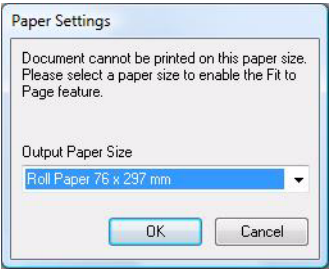 Paper Settings
Document cannot be printed on this paper size.
Please select a paper size to enable the Fit to
Page feature.
Output Paper Size
Roll Paper 76 x 297 mm
OK
Cancel